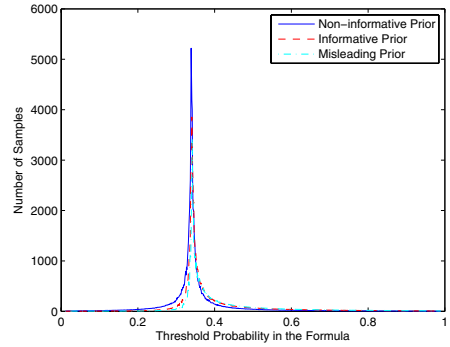 6000
5000
4000
3000
2000
1000
0
Number of Samples
Non-informative Prior
Informative Prior
Misleading Prior
0 0.2 0.4 0.6 0.8 1
Threshold Probability in the Formula